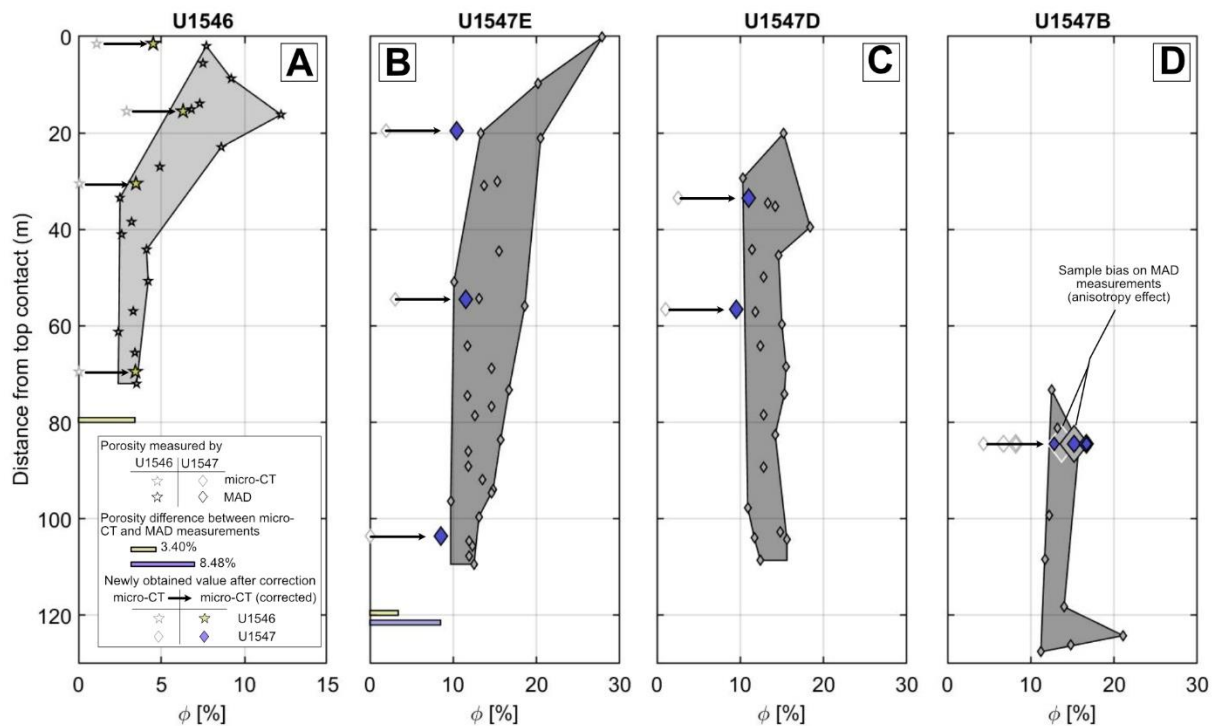 U1546
U1547E
U1547D
U1547B
A
B
C
D
0
20
40
60
80
100
120
Distance from top contact (m)
Sample bias on MAD
measurements
(anisotropy effect)
Porosity measured by
U1546 U1547
micro-CT
MAD
Porosity difference between micro-
CT and MAD measurements
3.40%
8.48%
Newly obtained value after correction
micro-CT micro-CT (corrected)
U1546
U1547
0 5 10 15
0 10 20 30
0 10 20 30
0 10 20 30
ϕ [%]
ϕ [%]
ϕ [%]
ϕ [%]